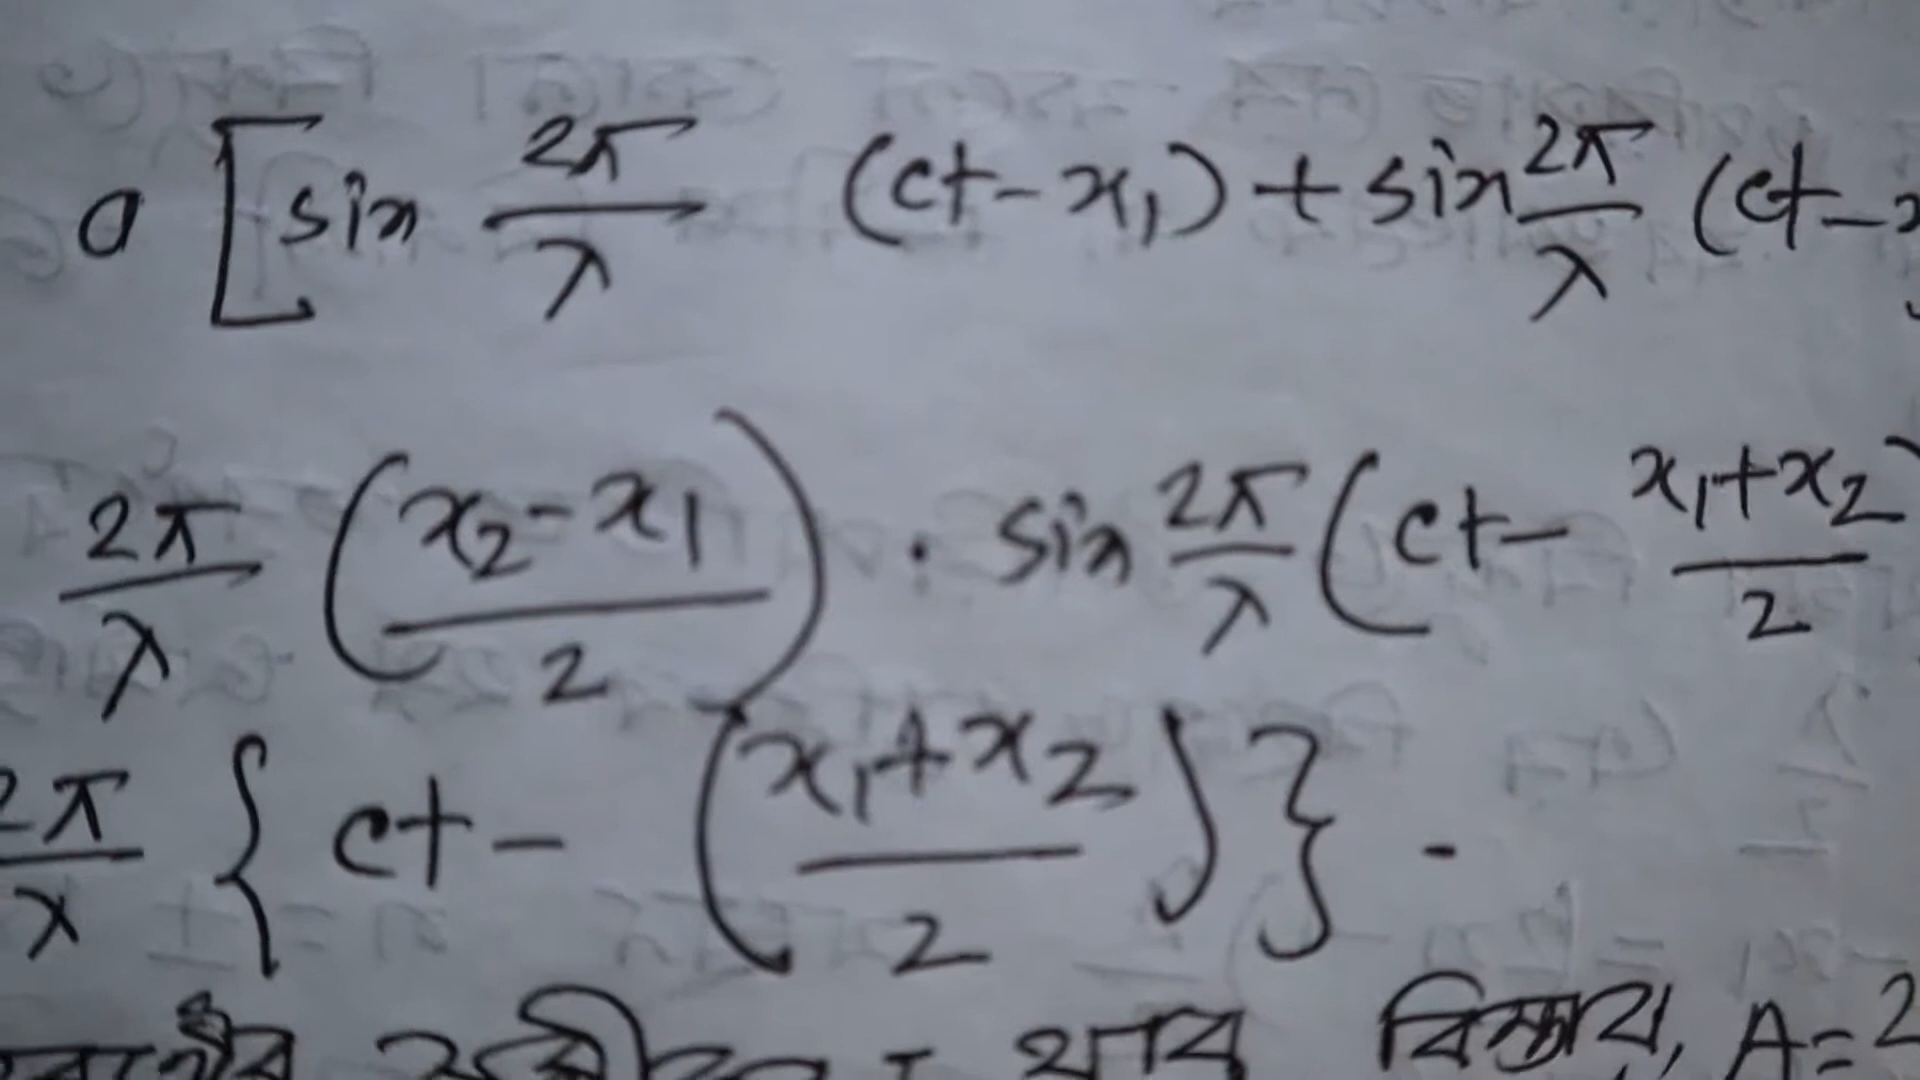 a [sin 2π/λ (ct - x₁) + sin 2π/λ (ct -
2π/λ (x₂ - x₁/2) . sin 2π/λ (ct - x₁+x₂/2)
2π/λ {ct - (x₁+x₂/2)} .
যার বিস্তার, A=2